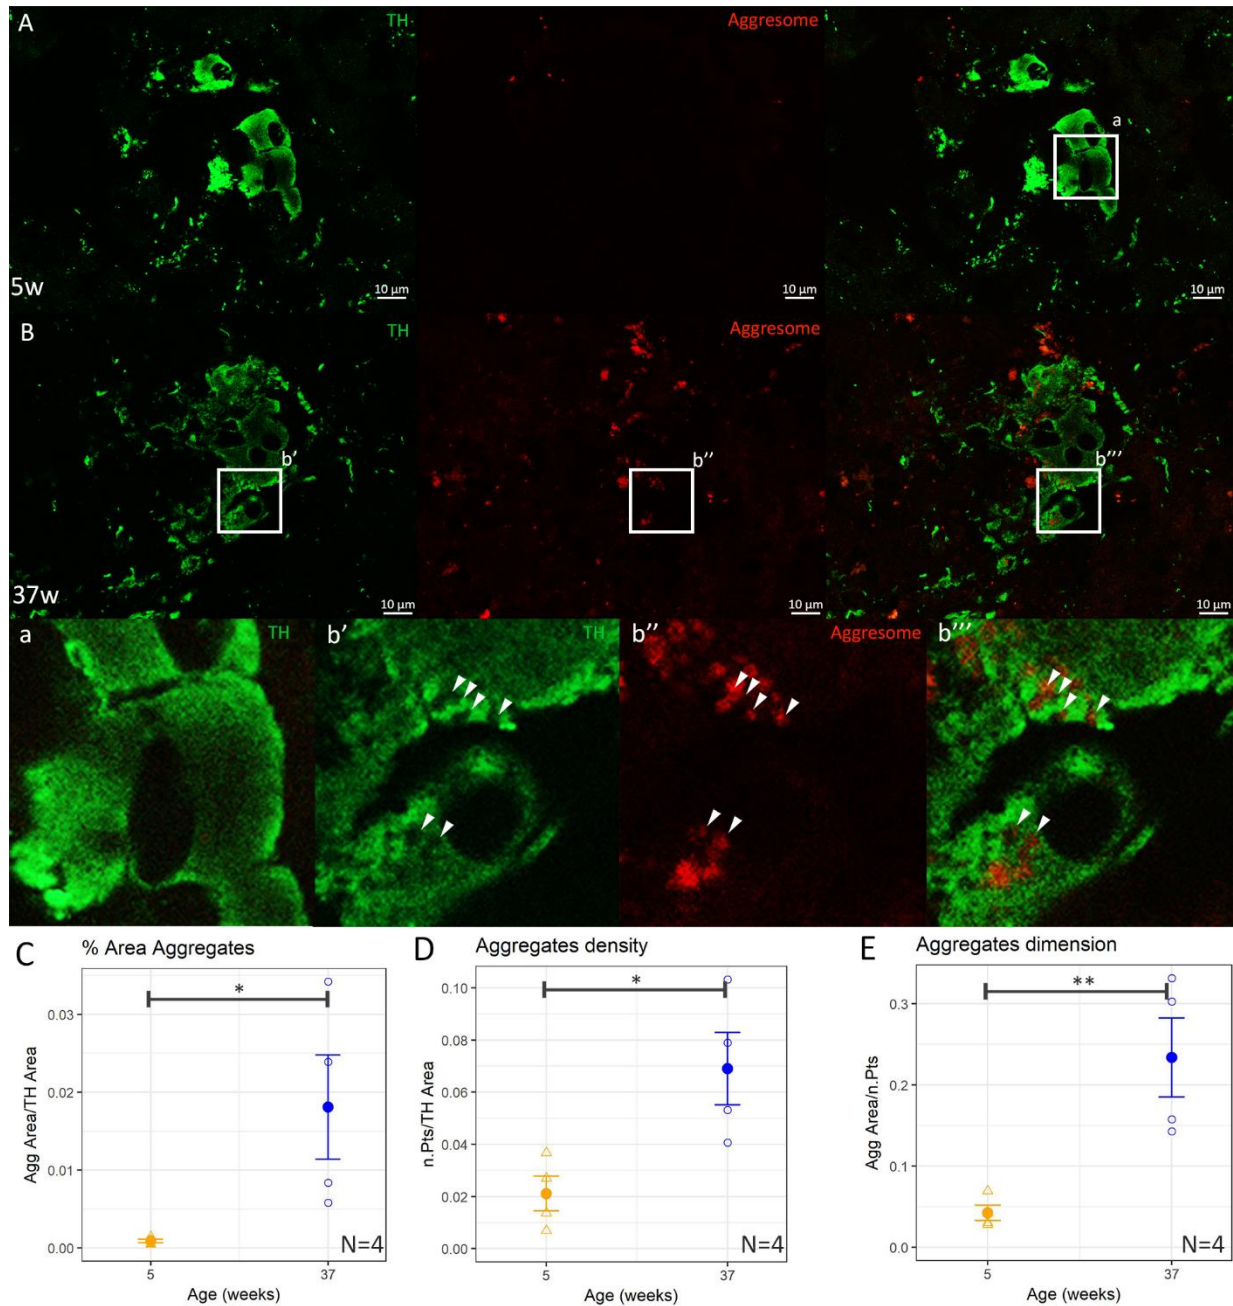 A
TH
Aggresome
a
5w
10 µm
10 µm
10 µm
B
TH
Aggresome
b’
b’’
b’’’
37w
10 µm
10 µm
10 µm
a
TH
b’
TH
b’’
Aggresome
b’’’
C
% Area Aggregates
*
0.03
0.02
0.01
0.00
Agg Area/TH Area
N=4
5
37
Age (weeks)
D
Aggregates density
*
0.10
0.08
0.06
0.04
0.02
0.00
n.Pts/TH Area
N=4
5
37
Age (weeks)
E
Aggregates dimension
**
0.3
0.2
0.1
0.0
Agg Area/n.Pts
N=4
5
37
Age (weeks)